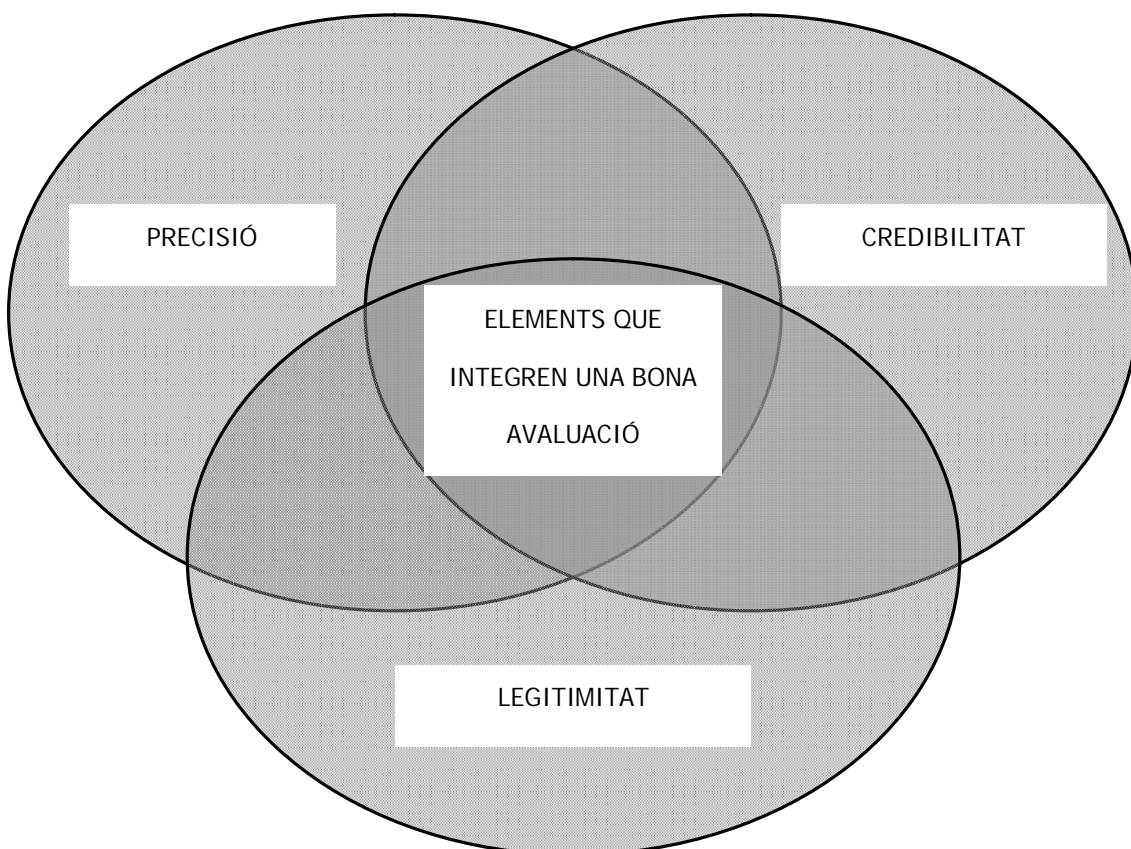 PRECISIÓ
CREDIBILITAT
ELEMENTS QUE
INTEGREN UNA BONA
AVALUACIÓ
LEGITIMITAT